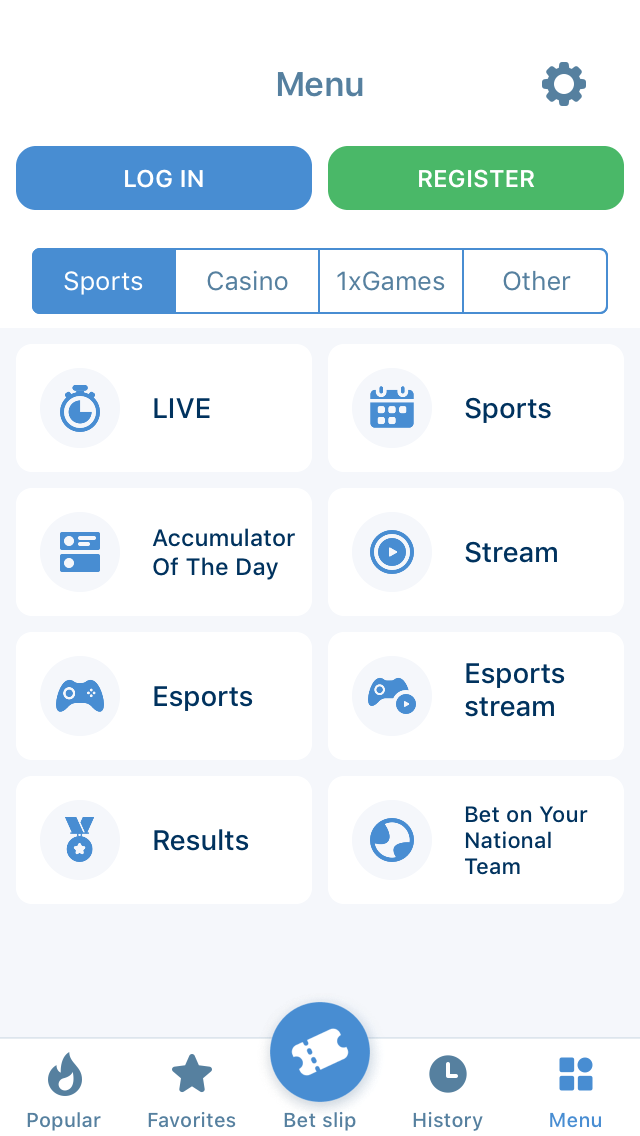 Menu
LOG IN
REGISTER
Sports
Casino
1xGames
Other
LIVE
Sports
Accumulator
Of The Day
Stream
Esports
Esports
stream
Results
Bet on Your
National
Team
Popular
Favorites
Bet slip
History
Menu